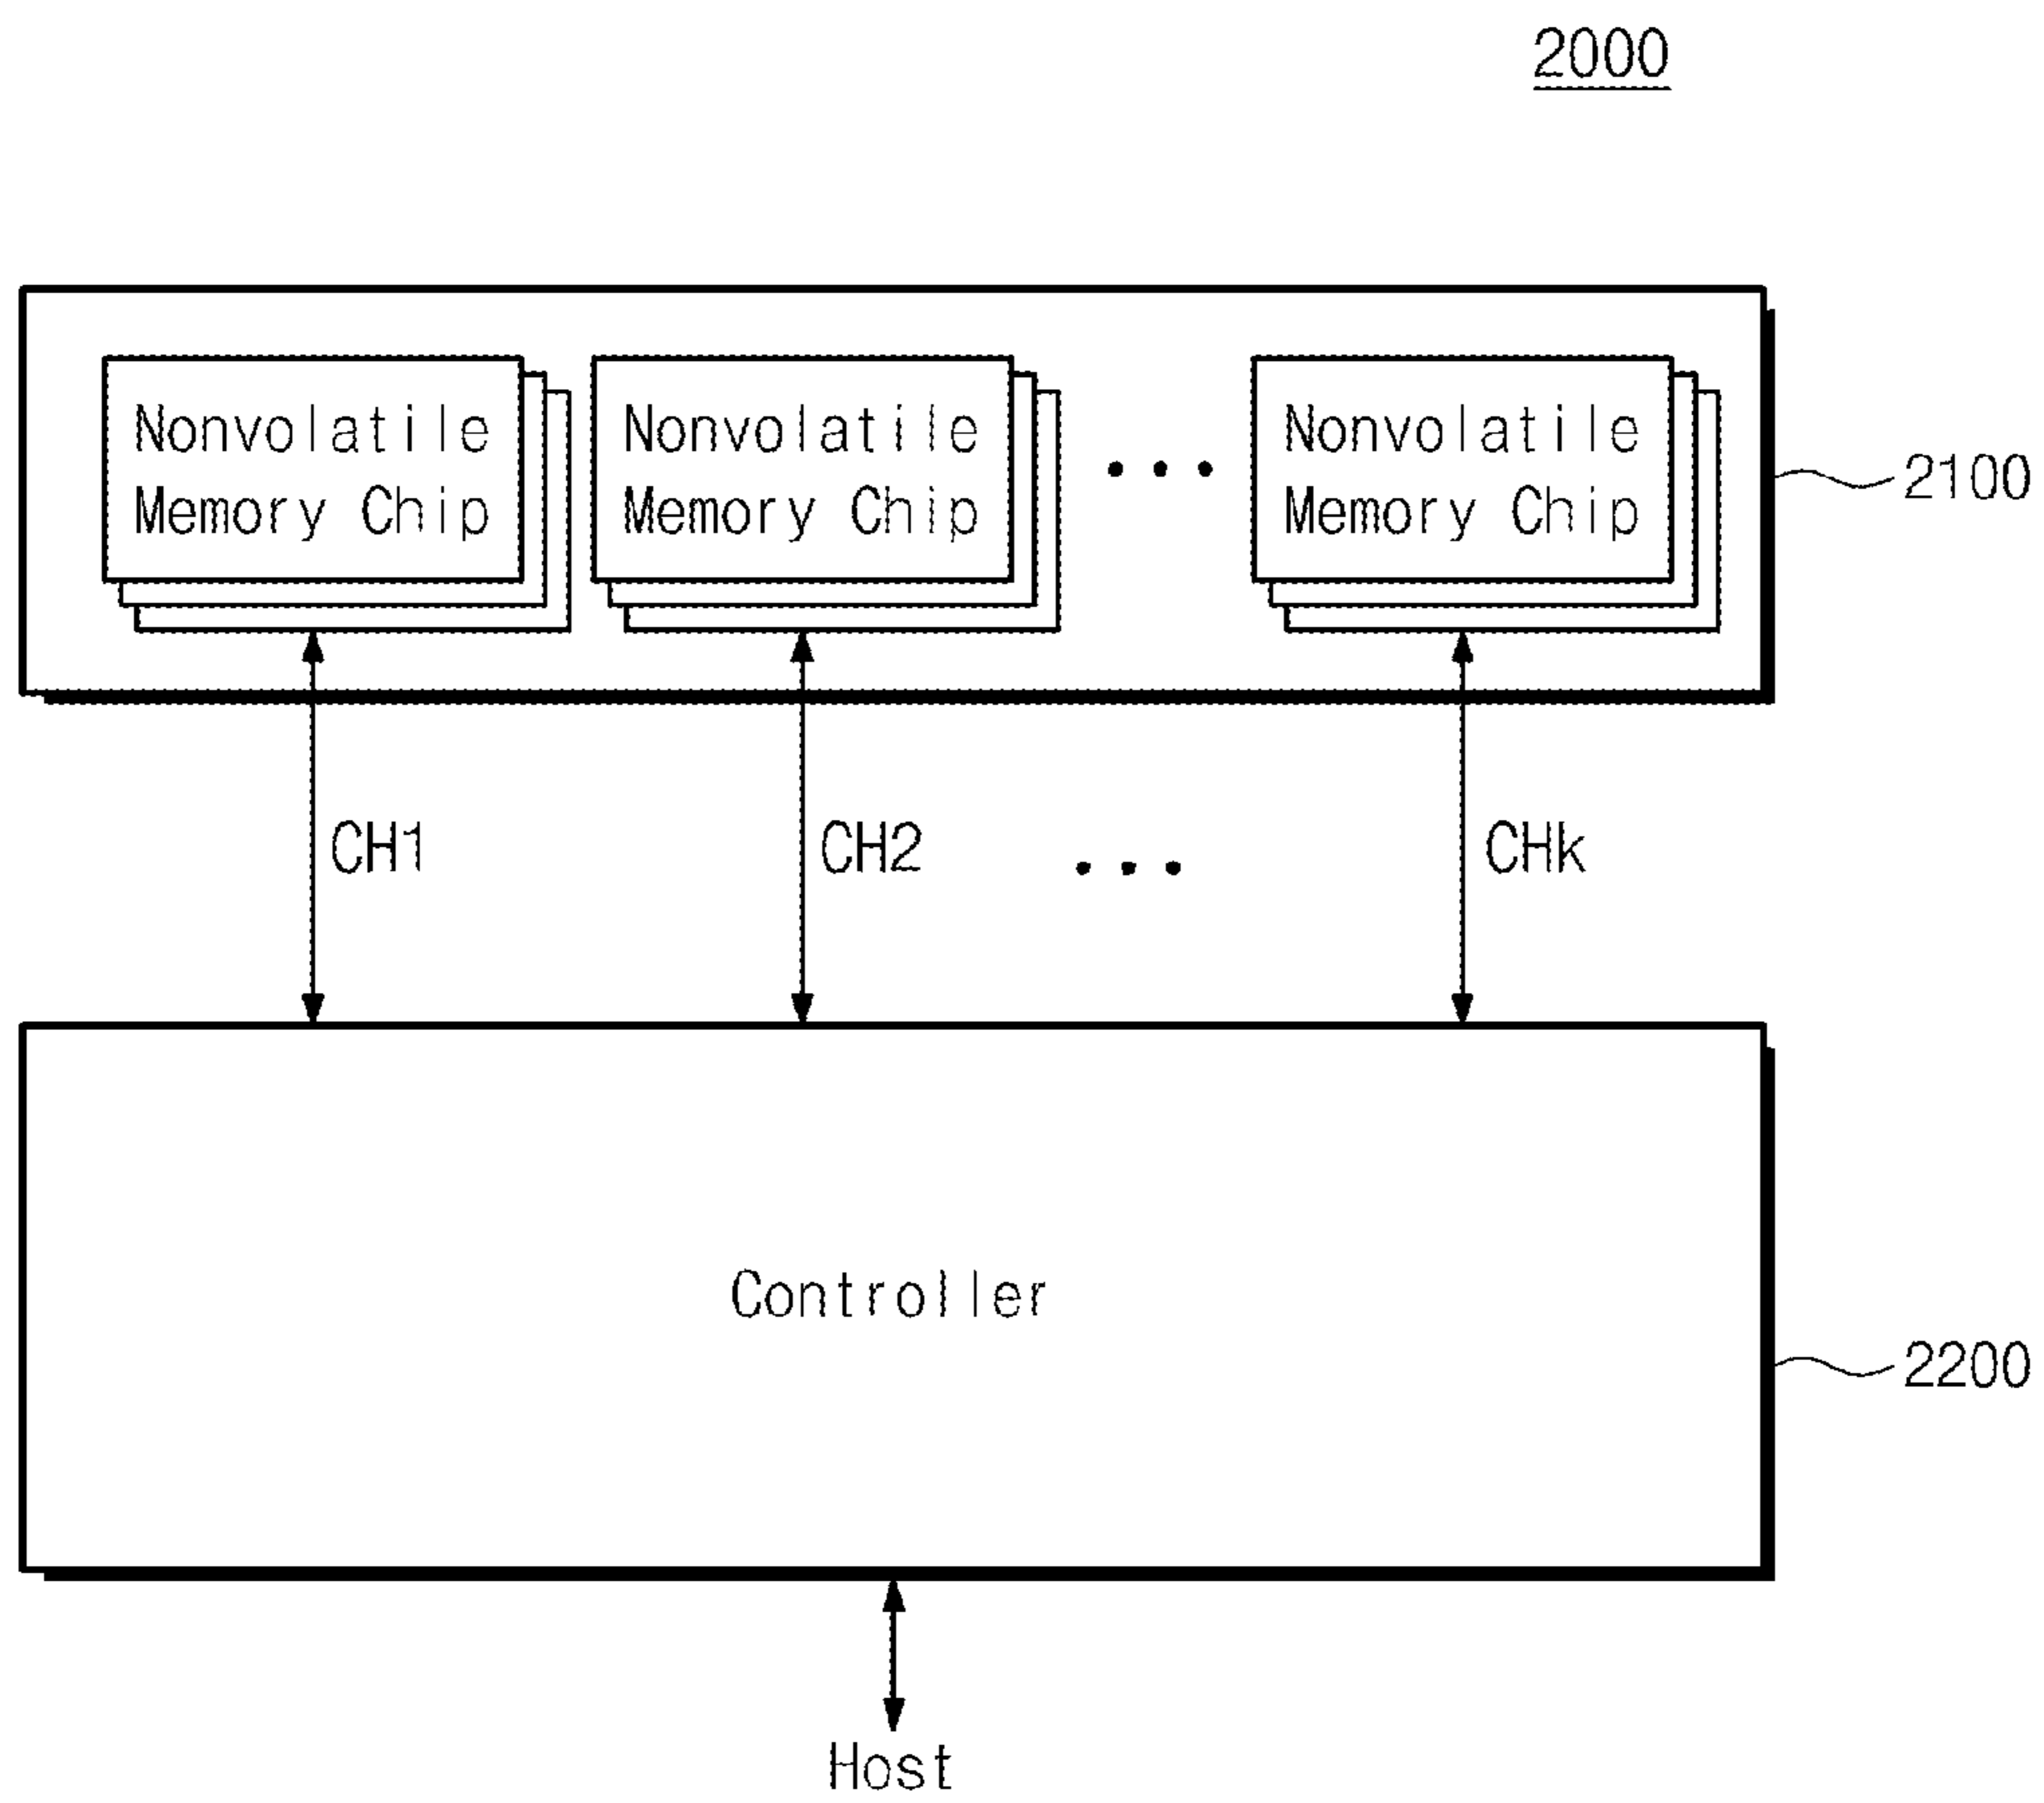 2000
Nonvolatile
Memory Chip
Nonvolatile
Memory Chip
• • •
Nonvolatile
Memory Chip
2100
CH1
CH2
• • •
CHk
Controller
2200
Host